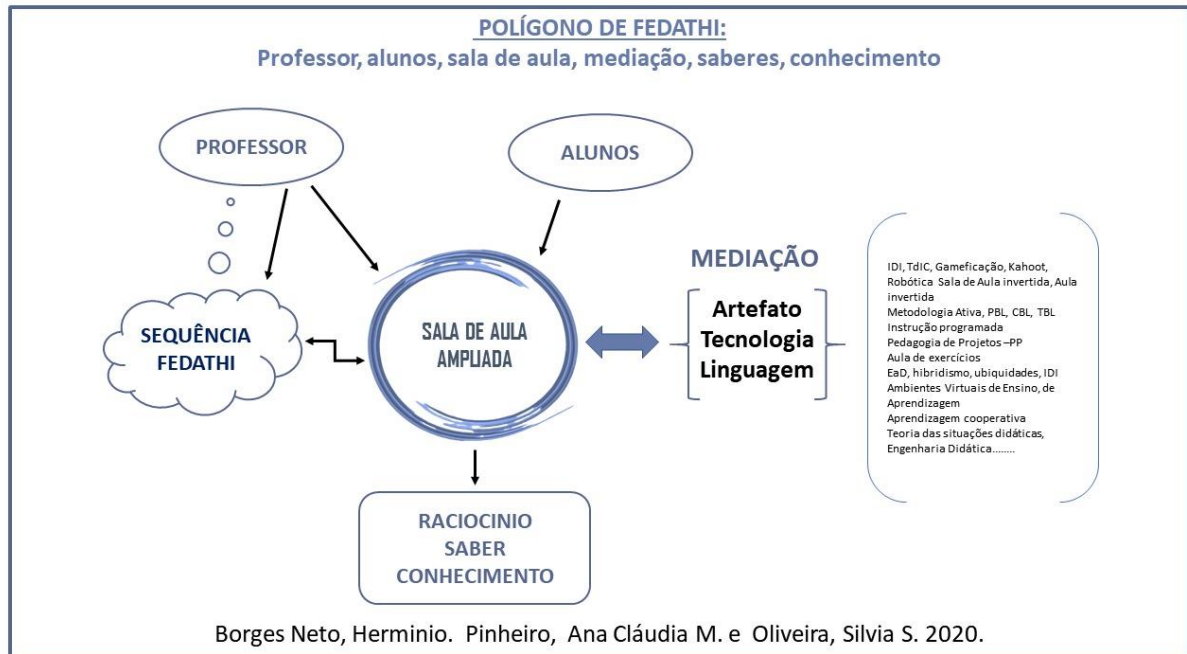 POLÍGONO DE FEDATHI:
Professor, alunos, sala de aula, mediação, saberes, conhecimento
PROFESSOR
ALUNOS
SEQUÊNCIA
FEDATHI
SALA DE AULA
AMPLIADA
MEDIAÇÃO
Artefato
Tecnologia
Linguagem
IDI, TdIC, Gameficação, Kahoot,
Robótica Sala de Aula invertida, Aula
invertida
Metodologia Ativa, PBL, CBL, TBL
Instrução programada
Pedagogia de Projetos –PP
Aula de exercícios
EaD, hibridismo, ubiquidades, IDI
Ambientes Virtuais de Ensino, de
Aprendizagem
Aprendizagem cooperativa
Teoria das situações didáticas,
Engenharia Didática........
RACIOCINIO
SABER
CONHECIMENTO
Borges Neto, Herminio. Pinheiro, Ana Cláudia M. e Oliveira, Silvia S. 2020.